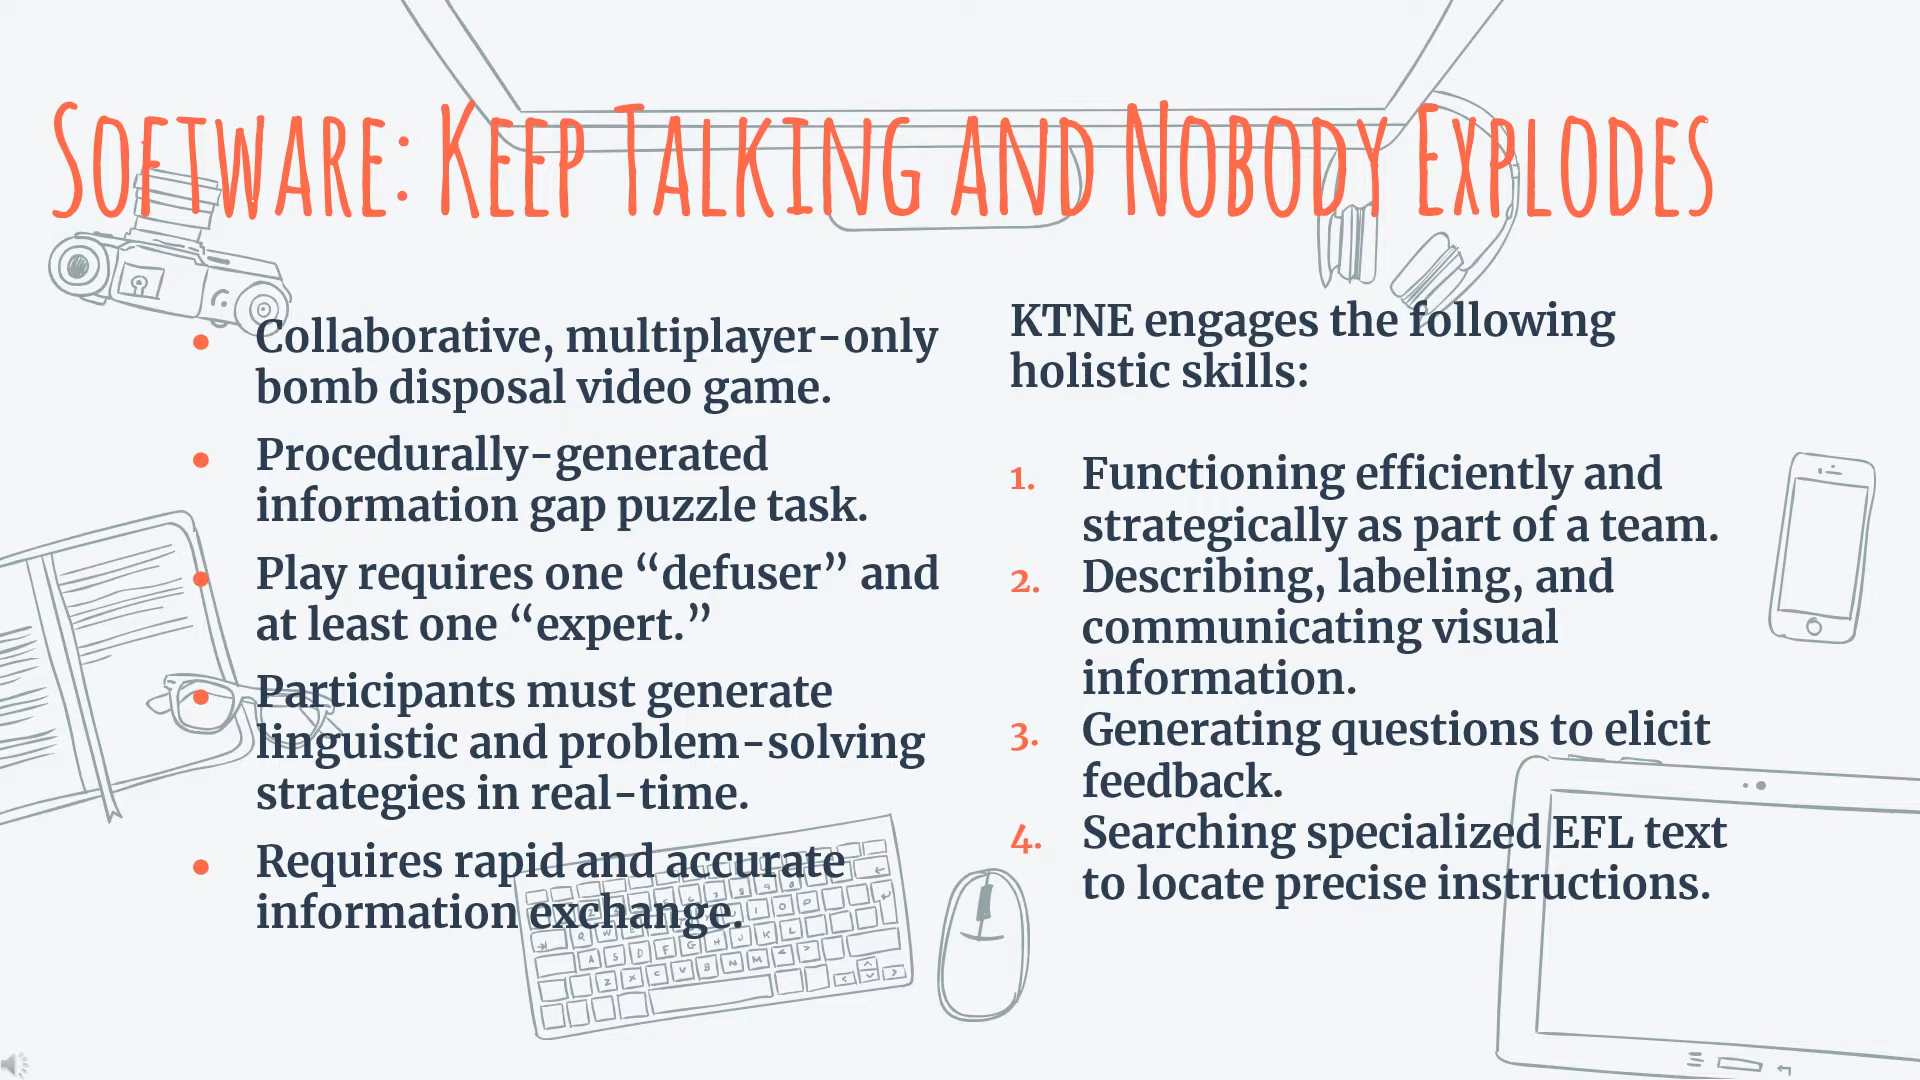 Software: Keep Talking and Nobody Explodes
Collaborative, multiplayer-only
bomb disposal video game.
Procedurally-generated
information gap puzzle task.
Play requires one “defuser” and
at least one “expert.”
Participants must generate
linguistic and problem-solving
strategies in real-time.
Requires rapid and accurate
information exchange.
KTNE engages the following
holistic skills:
1. Functioning efficiently and
strategically as part of a team.
2. Describing, labeling, and
communicating visual
information.
3. Generating questions to elicit
feedback.
4. Searching specialized EFL text
to locate precise instructions.